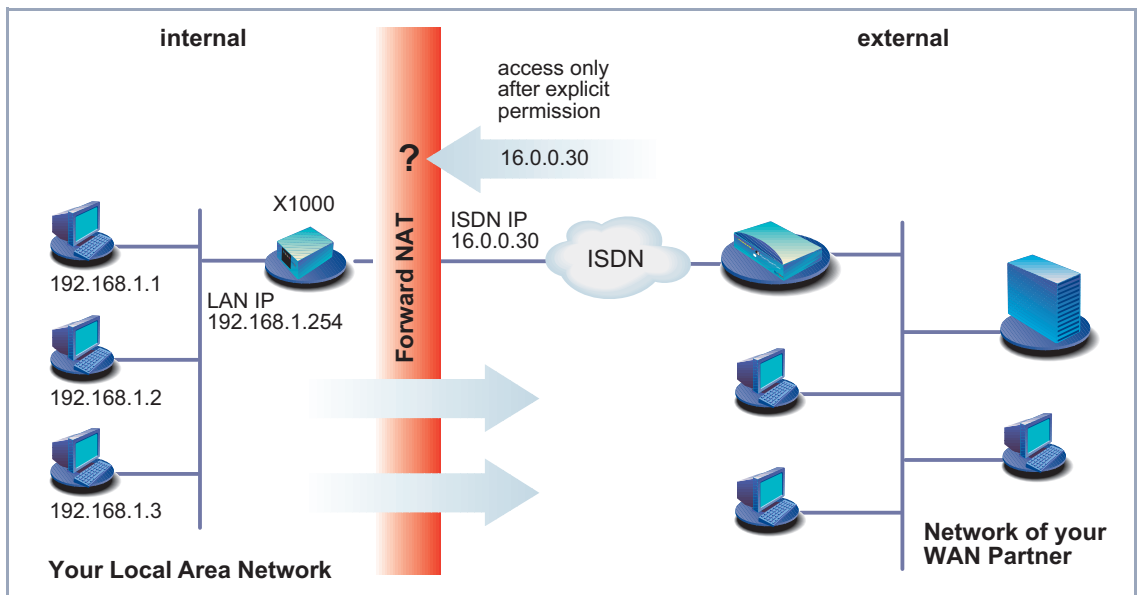 internal
external
access only
after explicit
permission
?
16.0.0.30
X1000
Forward NAT
ISDN IP
16.0.0.30
ISDN
192.168.1.1
LAN IP
192.168.1.254
192.168.1.2
192.168.1.3
Your Local Area Network
Network of your
WAN Partner